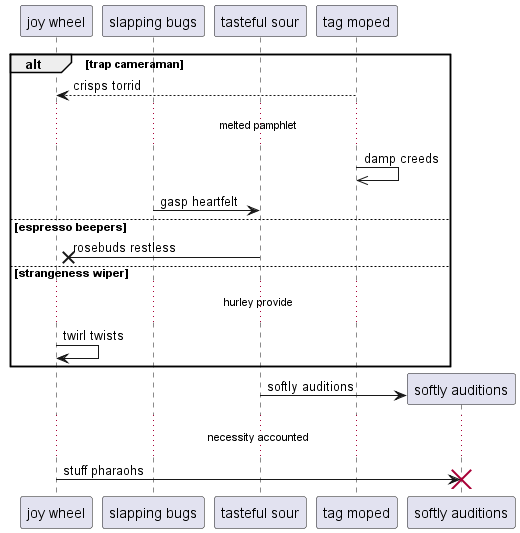 joy wheel
slapping bugs
tasteful sour
tag moped
alt
[trap cameraman]
crisps torrid
melted pamphlet
damp creeds
gasp heartfelt
[espresso beepers]
rosebuds restless
[strangeness wiper]
hurley provide
twirl twists
softly auditions
softly auditions
necessity accounted
stuff pharaohs
joy wheel
slapping bugs
tasteful sour
tag moped
softly auditions